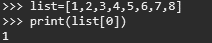 >>> list=[1,2,3,4,5,6,7,8]
>>> print(list[0])
1